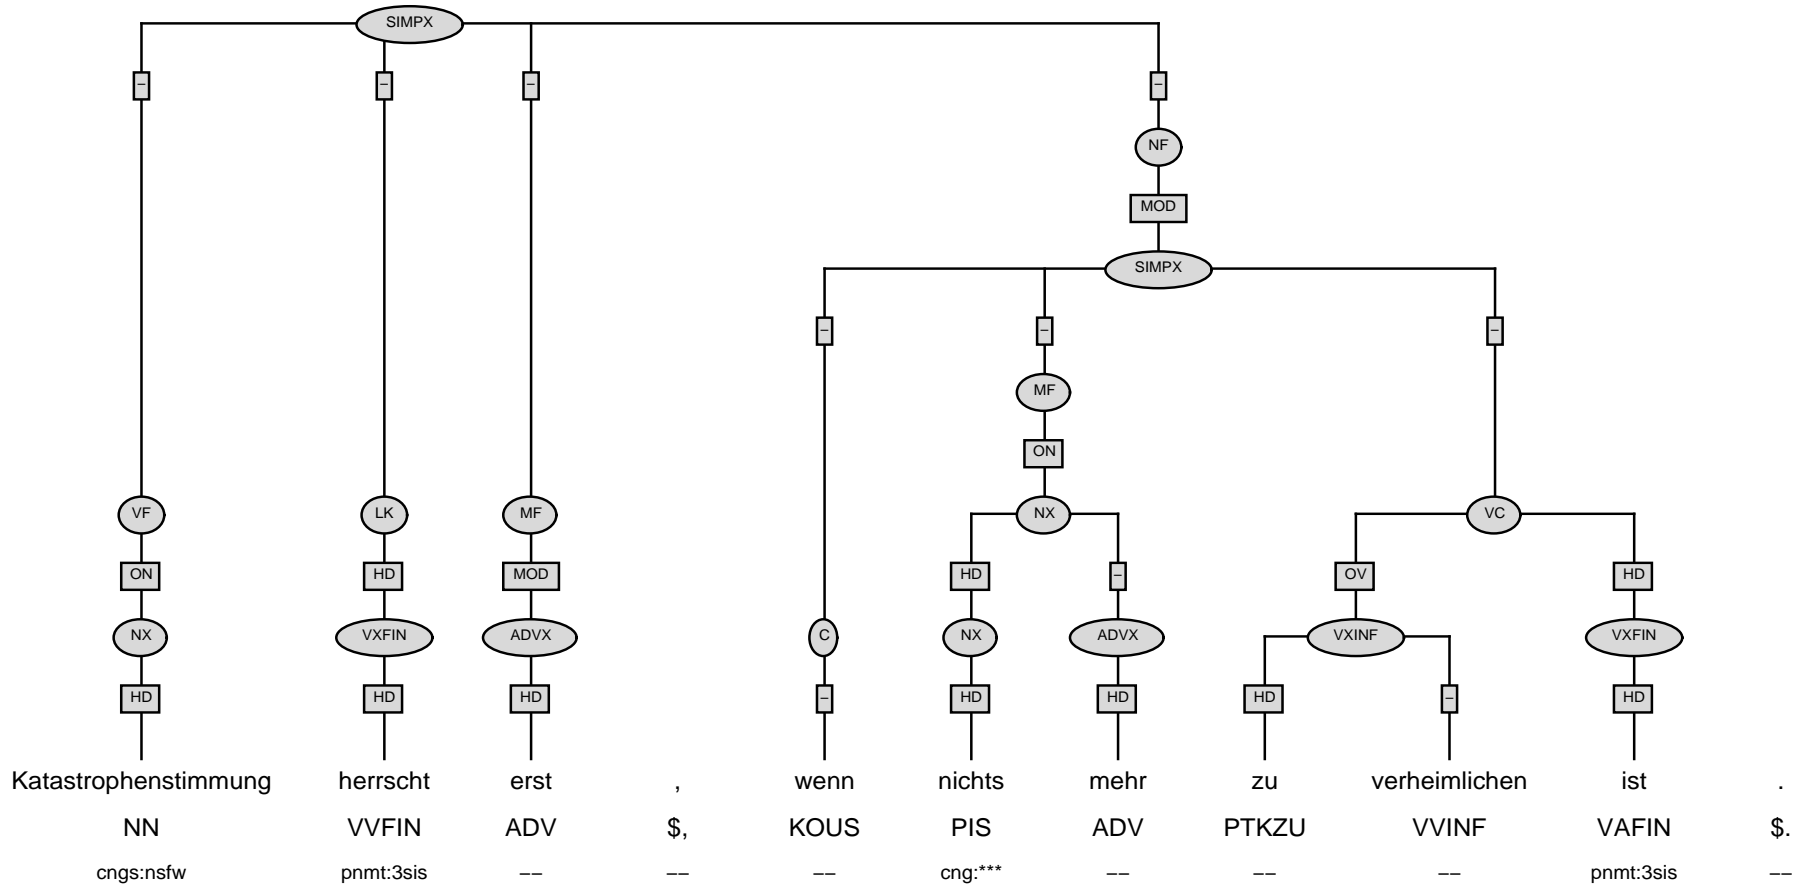 SIMPX
– – – –
NF
MOD
SIMPX
– – –
MF
ON
VF LK MF NX VC
ON HD MOD HD – OV HD
NX VXFIN ADVX C NX ADVX VXINF VXFIN
HD HD HD – HD HD HD – HD
Katastrophenstimmung herrscht erst , wenn nichts mehr zu verheimlichen ist .
NN VVFIN ADV $, KOUS PIS ADV PTKZU VVINF VAFIN $.
cngs:nsfw pnmt:3sis –– –– –– cng:*** –– –– –– pnmt:3sis ––